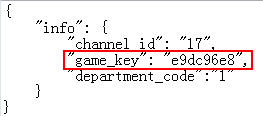 {
"info": {
"channel_id": "17",
"game_key": "e9dc96e8",
"department_code":"1"
}
}